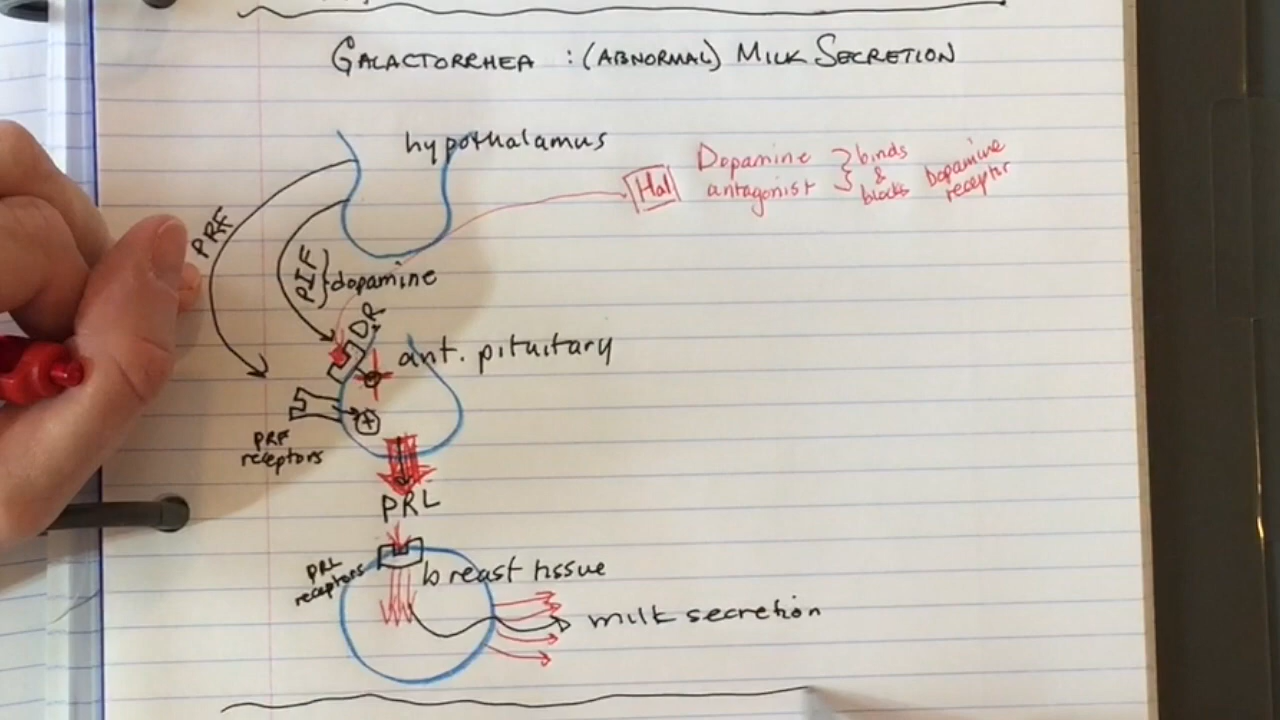 GALACTORRHEA : (ABNORMAL) MILK SECRETION
hypothalamus
Hal
Dopamine
antagonist
binds
&
blocks
Dopamine
receptor
PRF
PIF
dopamine
DR
ant. pituitary
+
PRF
receptors
PRL
PRL
receptors
breast tissue
milk secretion